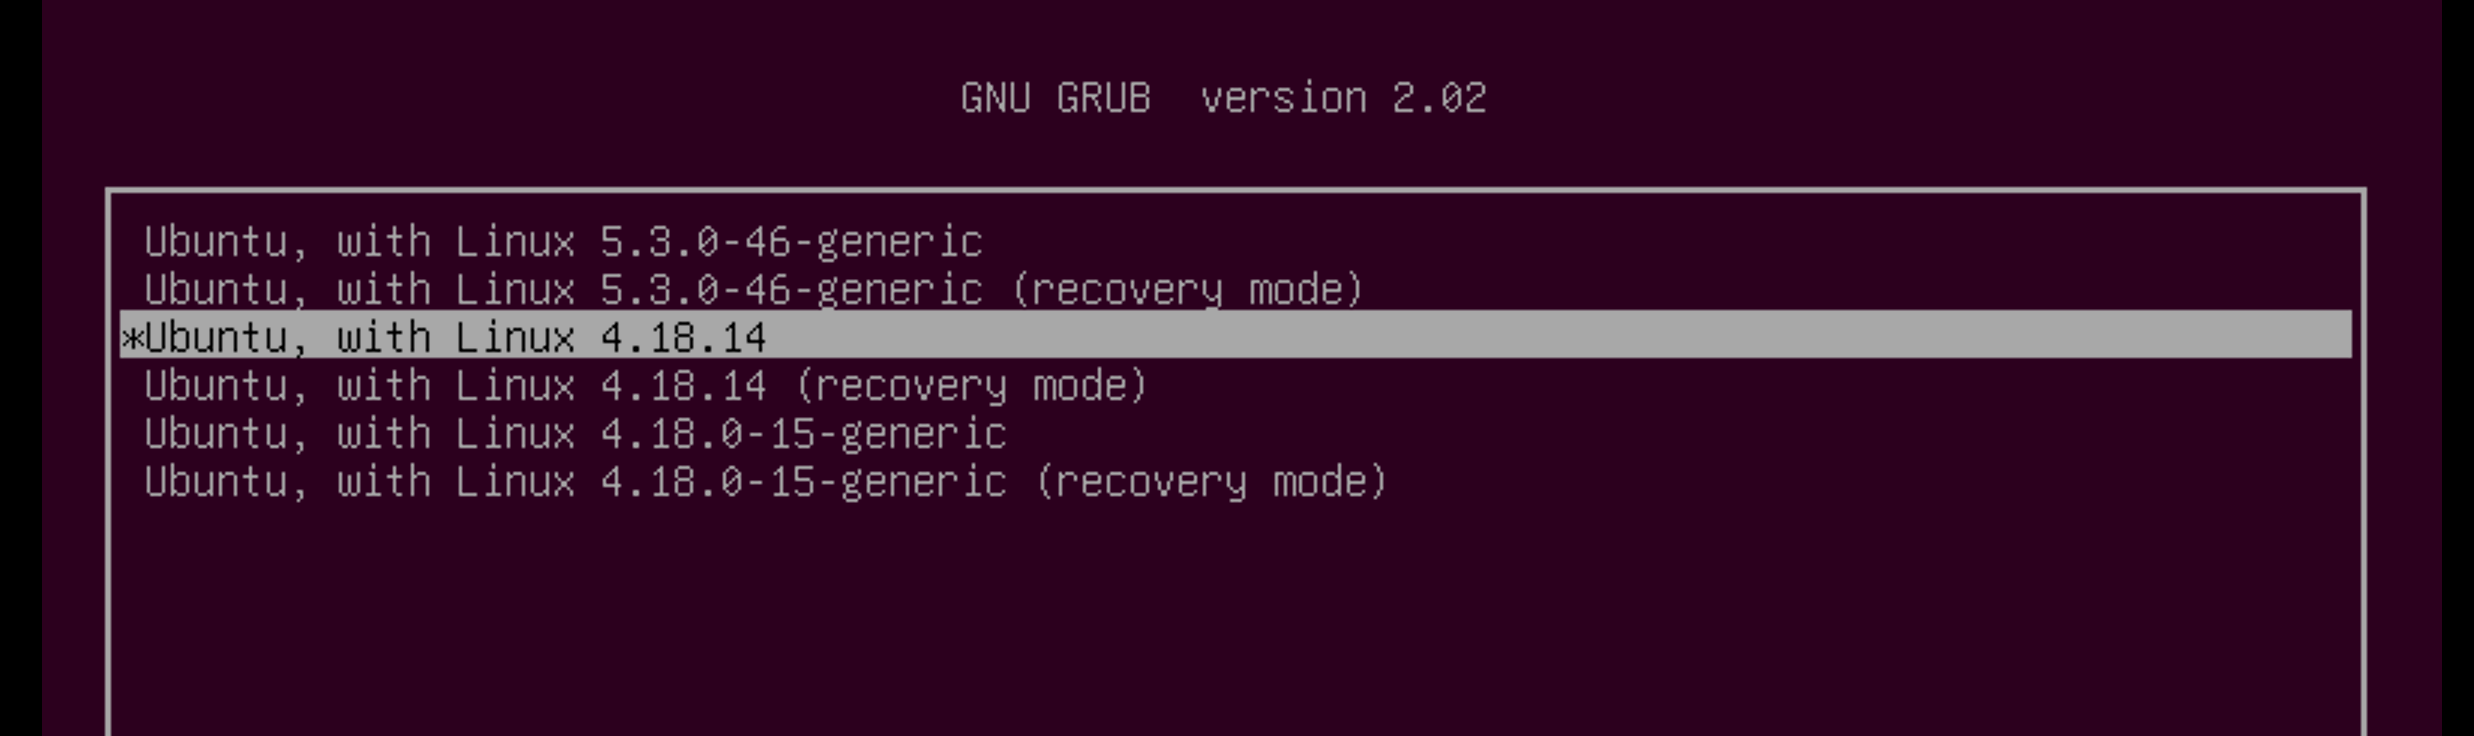 GNU GRUB  version 2.02
Ubuntu, with Linux 5.3.0-46-generic
Ubuntu, with Linux 5.3.0-46-generic (recovery mode)
*Ubuntu, with Linux 4.18.14
Ubuntu, with Linux 4.18.14 (recovery mode)
Ubuntu, with Linux 4.18.0-15-generic
Ubuntu, with Linux 4.18.0-15-generic (recovery mode)